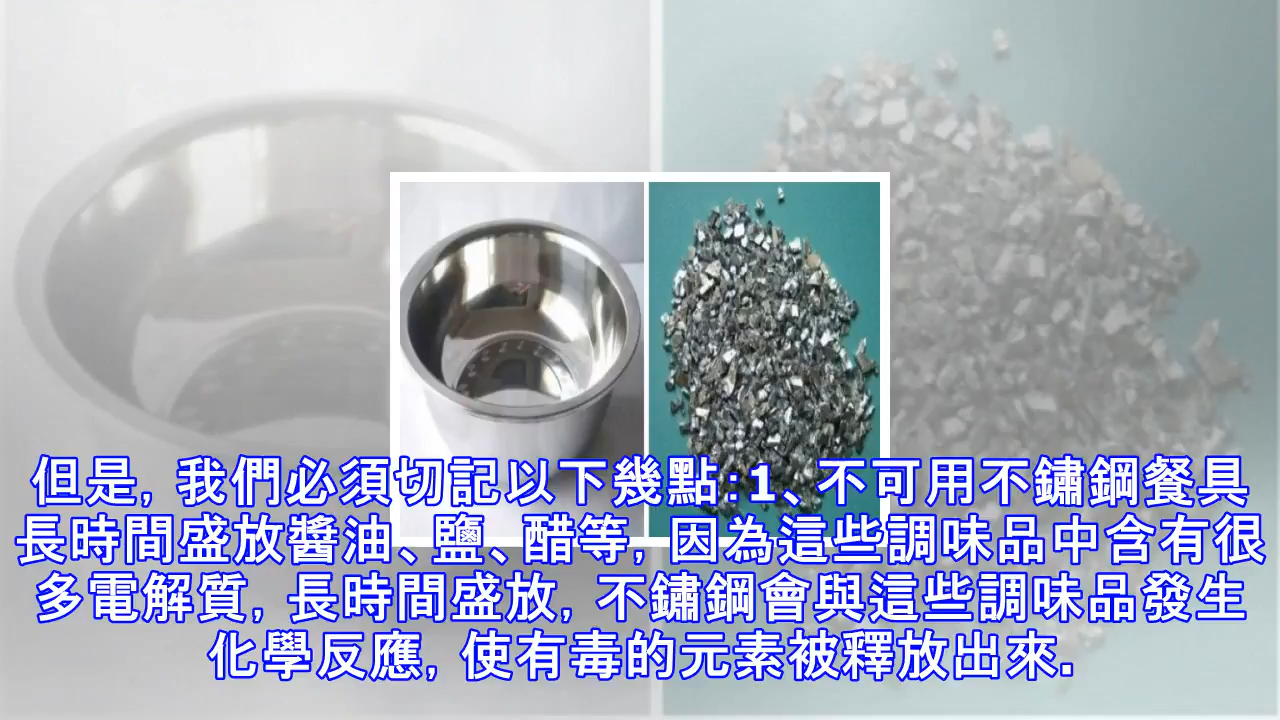 但是, 我們必須切記以下幾點:1、不可用不鏽鋼餐具
長時間盛放醬油、鹽、醋等, 因為這些調味品中含有很
多電解質, 長時間盛放, 不鏽鋼會與這些調味品發生
化學反應, 使有毒的元素被釋放出來.